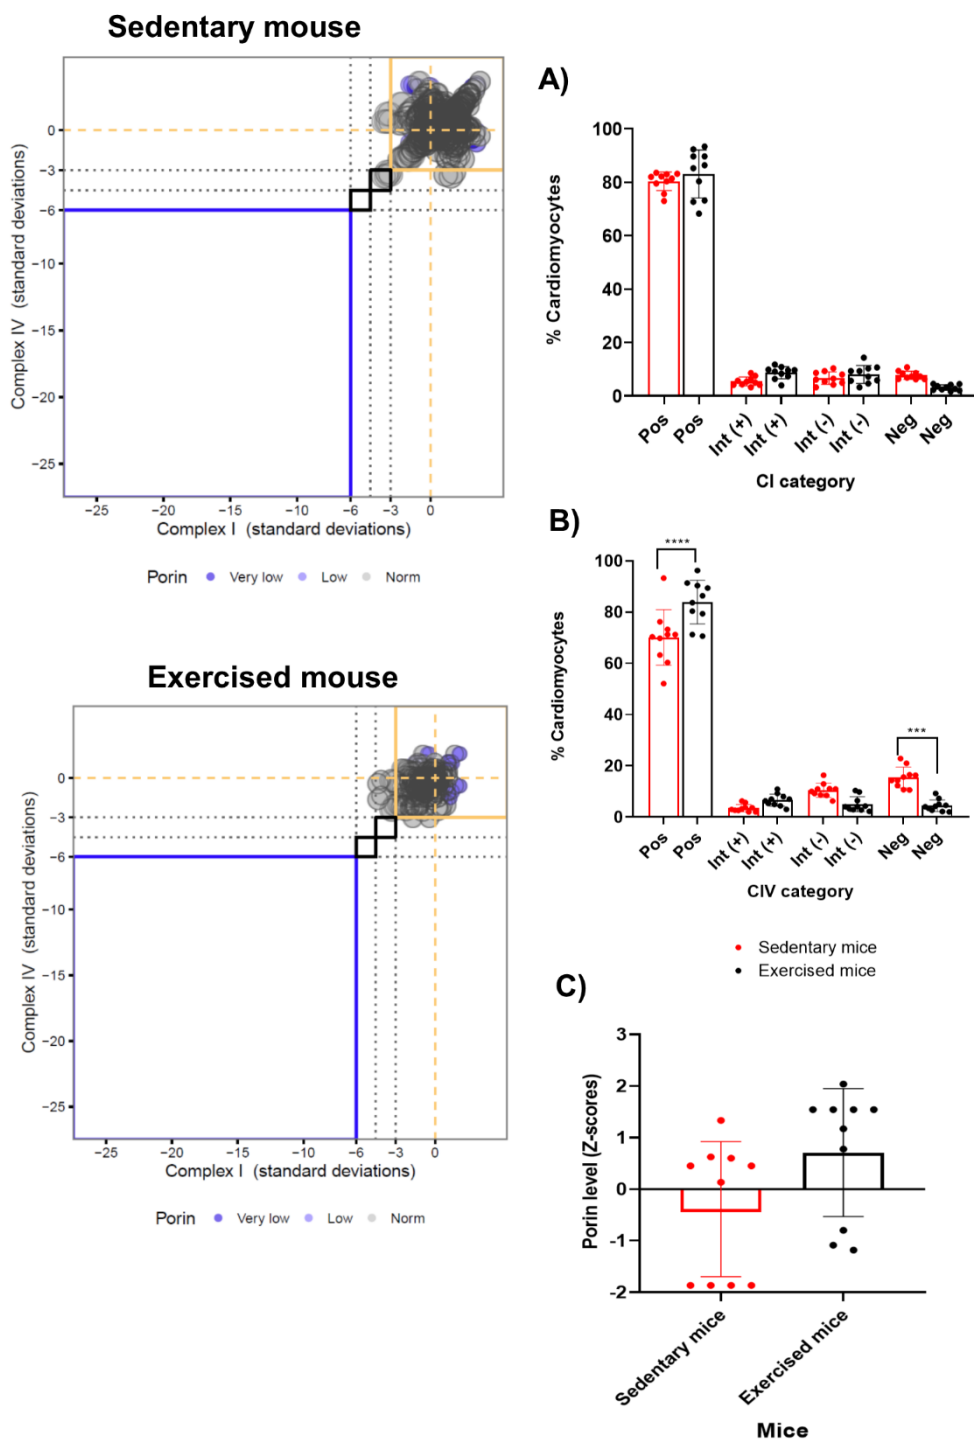 Sedentary mouse
Complex IV (standard deviations)
0
−3
−6
−10
−15
−20
−25
−25
−20
−15
−10
−6
−3
0
Complex I (standard deviations)
Porin Very low Low Norm
Exercised mouse
Complex IV (standard deviations)
0
−3
−6
−10
−15
−20
−25
−25
−20
−15
−10
−6
−3
0
Complex I (standard deviations)
Porin Very low Low Norm
A)
% Cardiomyocytes
100
80
60
40
20
0
Pos
Pos
Int (+)
Int (+)
Int (-)
Int (-)
Neg
Neg
CI category
B)
% Cardiomyocytes
100
80
60
40
20
0
****
***
Pos
Pos
Int (+)
Int (+)
Int (-)
Int (-)
Neg
Neg
CIV category
Sedentary mice
Exercised mice
C)
Porin level (Z-scores)
3
2
1
0
-1
-2
Sedentary mice
Exercised mice
Mice